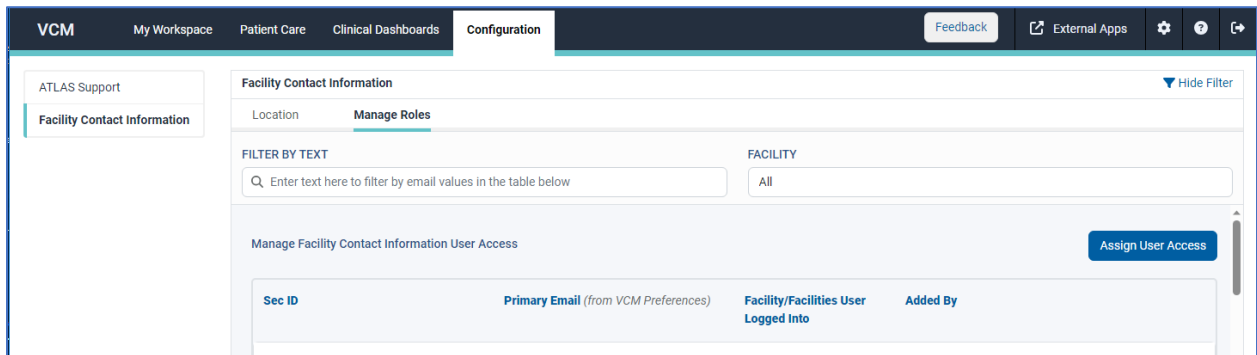 VCM My Workspace Patient Care Clinical Dashboards Configuration Feedback External Apps
ATLAS Support
Facility Contact Information
Facility Contact Information Hide Filter
Location Manage Roles
FILTER BY TEXT FACILITY
Enter text here to filter by email values in the table below All
Manage Facility Contact Information User Access Assign User Access
Sec ID Primary Email (from VCM Preferences) Facility/Facilities User Added By
Logged Into